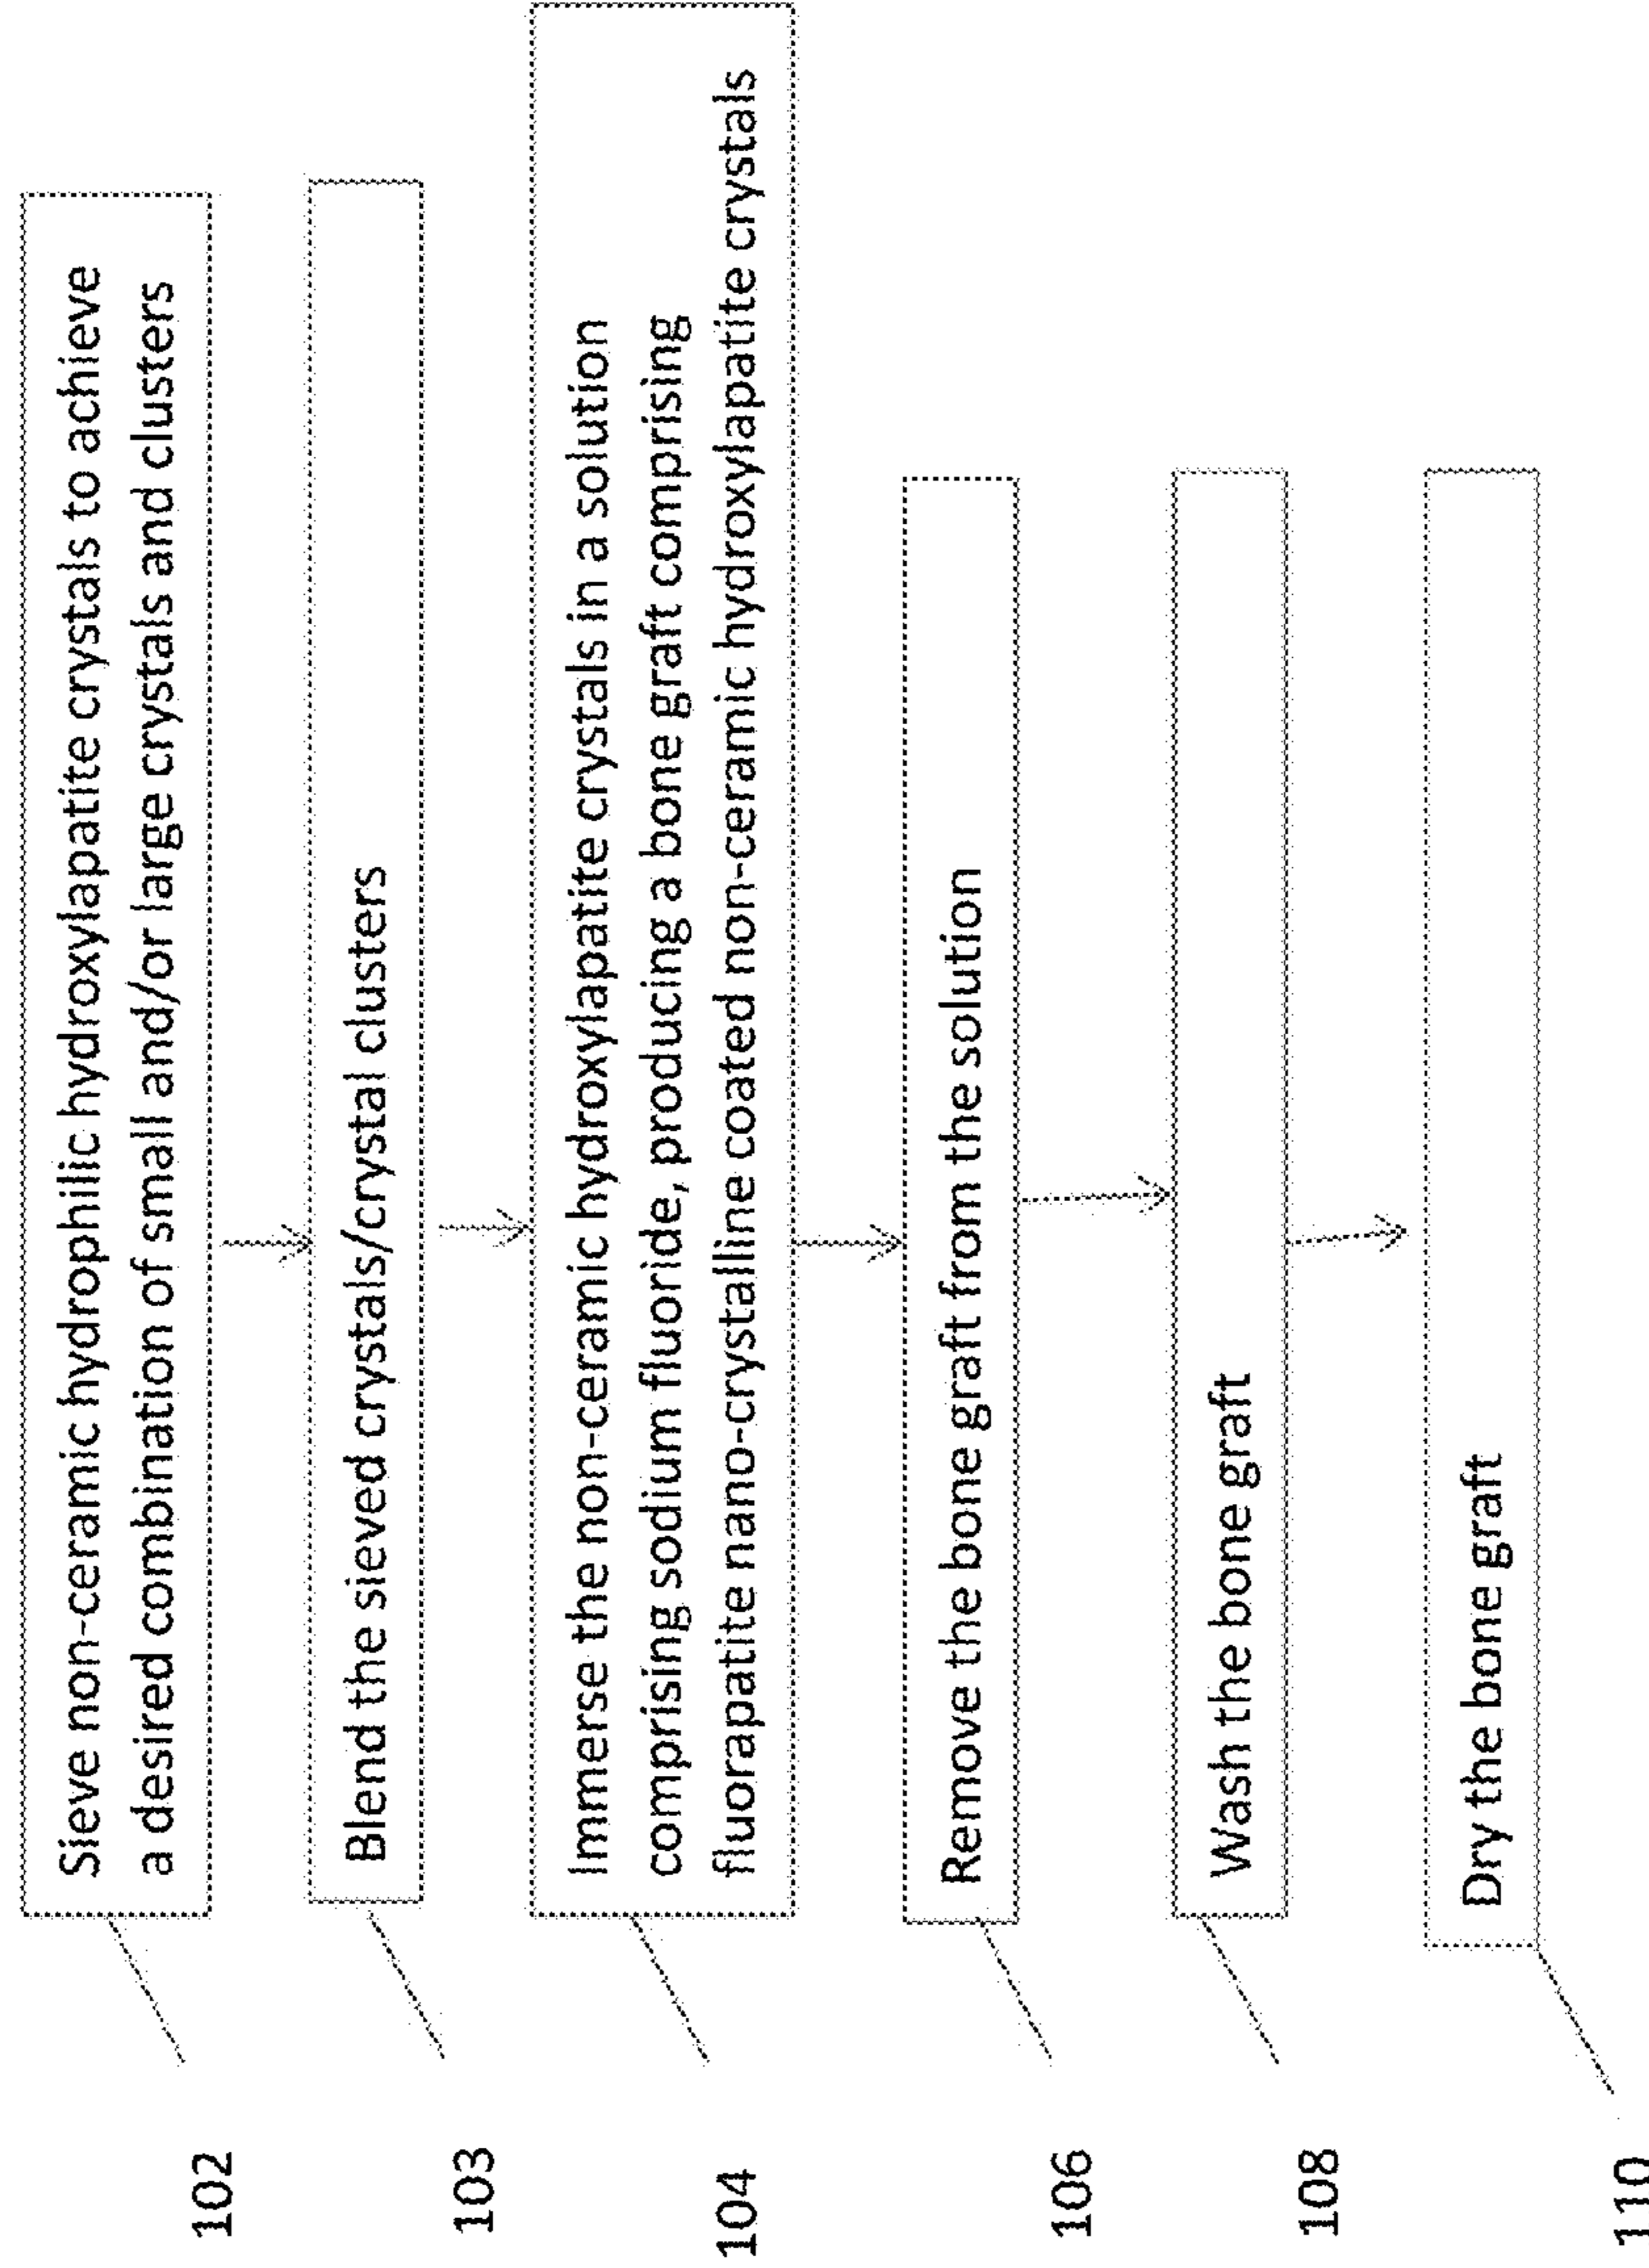 102
Sieve non-ceramic hydrophilic hydroxylapatite crystals to achieve
a desired combination of small and/or large crystals and clusters
103
Blend the sieved crystals/crystal clusters
104
Immerse the non-ceramic hydroxylapatite crystals in a solution
comprising sodium fluoride, producing a bone graft comprising
fluorapatite nano-crystalline coated non-ceramic hydroxylapatite crystals
106
Remove the bone graft from the solution
108
Wash the bone graft
110
Dry the bone graft